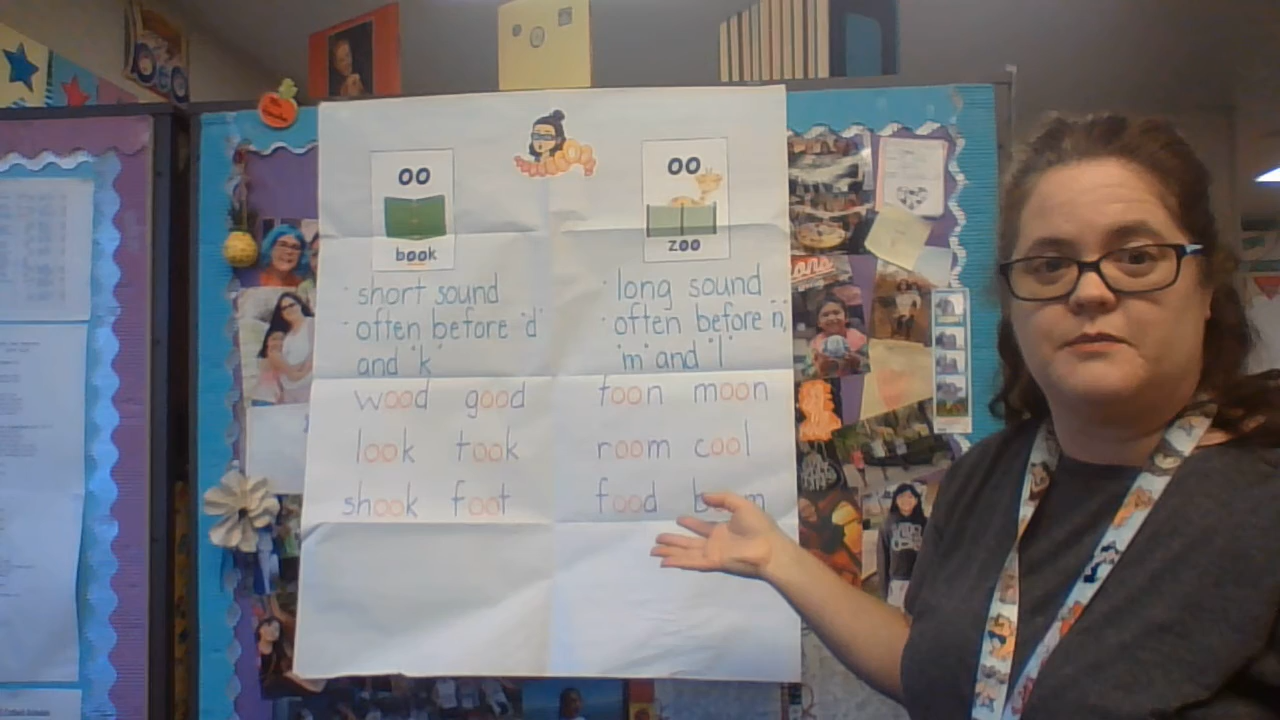 oo
book
oo
zoo
· short sound
· often before "d"
and "k"
· long sound
· often before "n",
"m" and "l"
wood good
look took
shook foot
toon moon
room cool
food